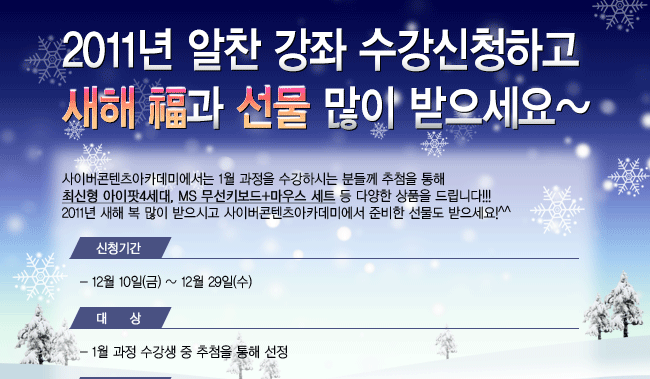 2011년 알찬 강좌 수강신청하고
새해 福과 선물 많이 받으세요~
사이버콘텐츠아카데미에서는 1월 과정을 수강하시는 분들께 추첨을 통해
최신형 아이팟4세대, MS 무선키보드+마우스 세트 등 다양한 상품을 드립니다!!!
2011년 새해 복 많이 받으시고 사이버콘텐츠아카데미에서 준비한 선물도 받으세요!^^
신청기간
– 12월 10일(금) ~ 12월 29일(수)
대 상
– 1월 과정 수강생 중 추첨을 통해 선정